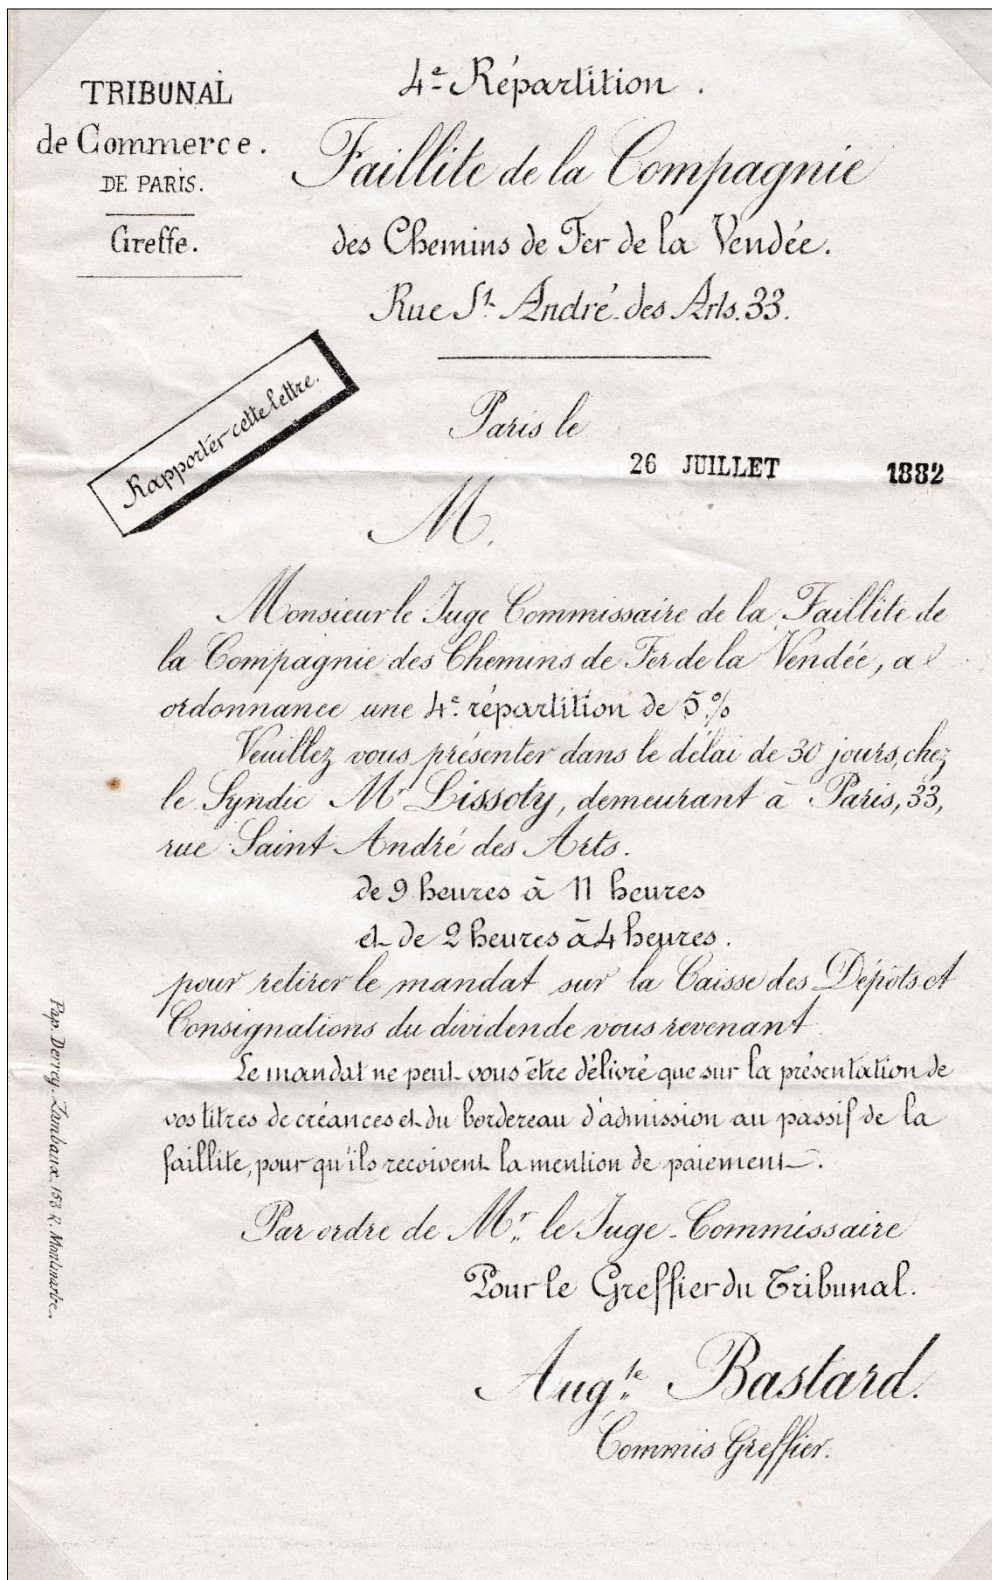 TRIBUNAL
de Commerce.
DE PARIS.
Greffe.
4e Répartition.
Faillite de la Compagnie
des Chemins de Fer de la Vendée.
Rue St. André des Arts. 33.
Rapporter cette lettre.
Paris le
26 JUILLET 1882
M.
Monsieur le Juge Commissaire de la Faillite de
la Compagnie des Chemins de Fer de la Vendée, a
ordonnance une 4e. répartition de 5%
Veuillez vous présenter dans le délai de 30 jours, chez
le Syndic Mr Lissoty, demeurant à Paris, 33,
rue Saint André des Arts.
de 9 heures à 11 heures
et de 2 heures à 4 heures.
pour retirer le mandat sur la Caisse des Dépôts et
Consignations du dividende vous revenant.
Le mandat ne peut vous être délivré que sur la présentation de
vos titres de créances et du bordereau d'admission au passif de la
faillite, pour qu'ils recoivent la mention de paiement.
Par ordre de Mr. le Juge-Commissaire
Pour le Greffier du Tribunal.
Augte. Bastard.
Commis Greffier.
Pap. Derrey. 153 R. Montmartre.